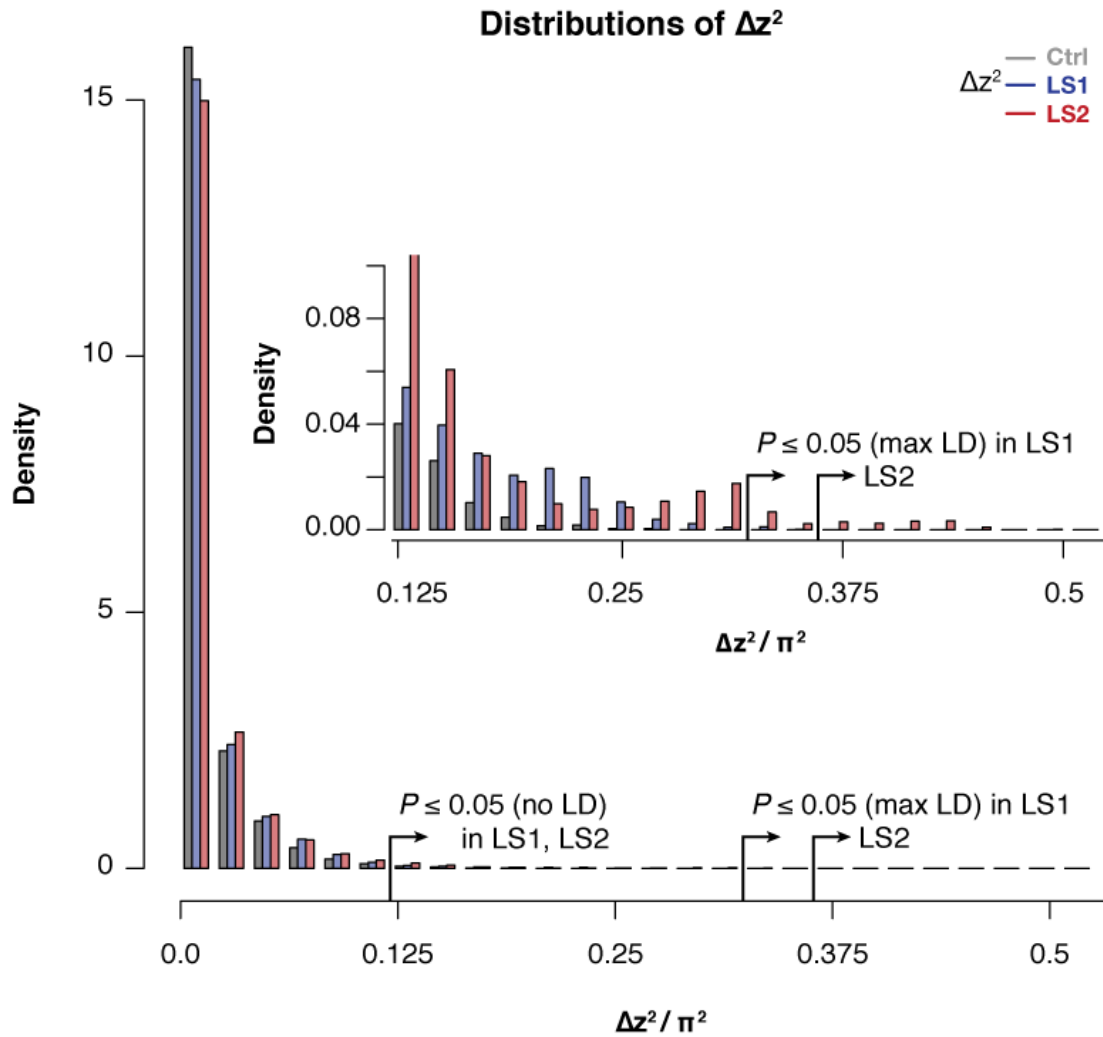 Distributions of Δz²
Ctrl
Δz² LS1
LS2
15
10
5
0
Density
0.08
0.04
0.00
Density
P ≤ 0.05 (max LD) in LS1
LS2
0.125 0.25 0.375 0.5
Δz² / π²
P ≤ 0.05 (no LD)
in LS1, LS2
P ≤ 0.05 (max LD) in LS1
LS2
0.0 0.125 0.25 0.375 0.5
Δz² / π²